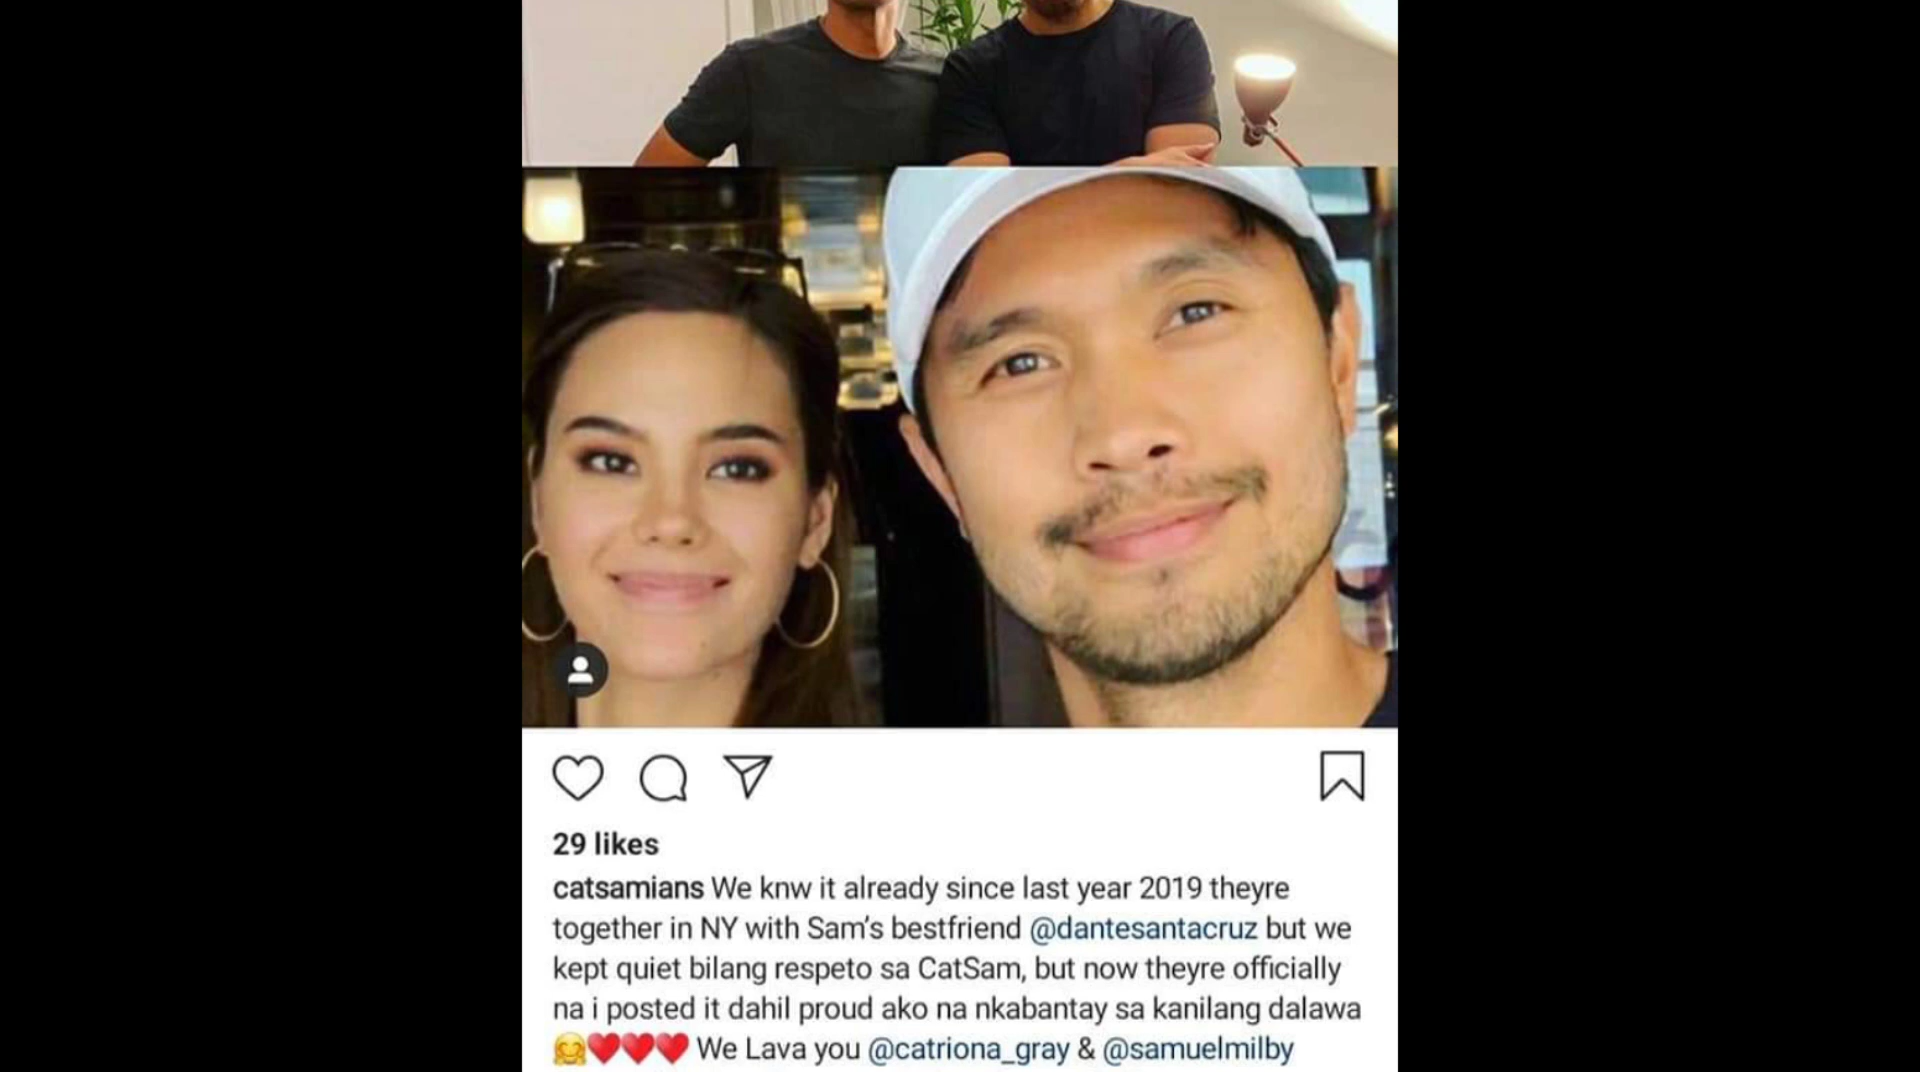 29 likes
catsamians We knw it already since last year 2019 theyre
together in NY with Sam's bestfriend @dantesantacruz but we
kept quiet bilang respeto sa CatSam, but now theyre officially
na i posted it dahil proud ako na nkabantay sa kanilang dalawa
🤗❤️❤️❤️ We Lava you @catriona_gray & @samuelmilby